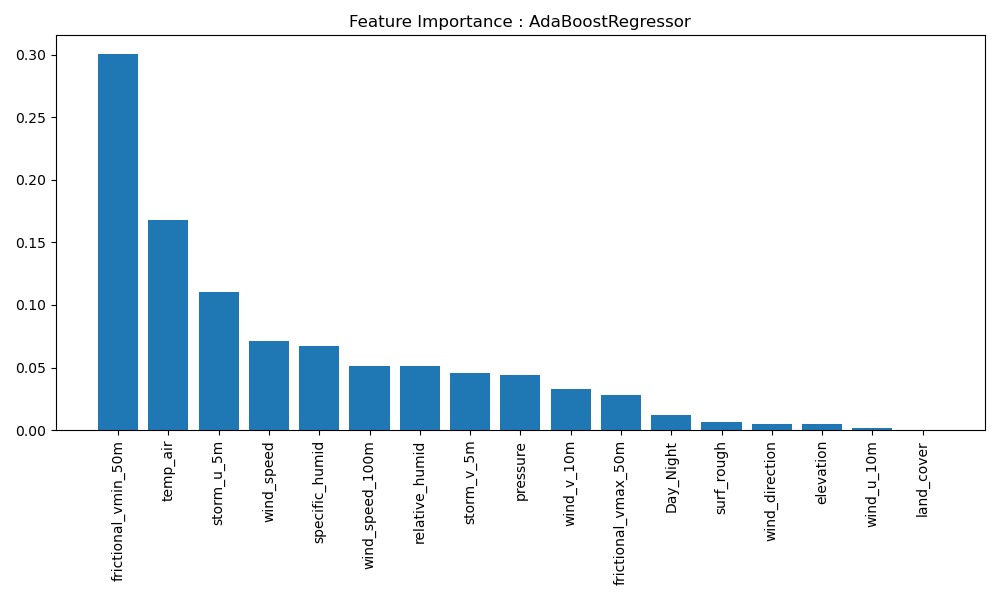 Feature Importance : AdaBoostRegressor
0.30
0.25
0.20
0.15
0.10
0.05
0.00
frictional_vmin_50m
temp_air
storm_u_5m
wind_speed
specific_humid
wind_speed_100m
relative_humid
storm_v_5m
pressure
wind_v_10m
frictional_vmax_50m
Day_Night
surf_rough
wind_direction
elevation
wind_u_10m
land_cover